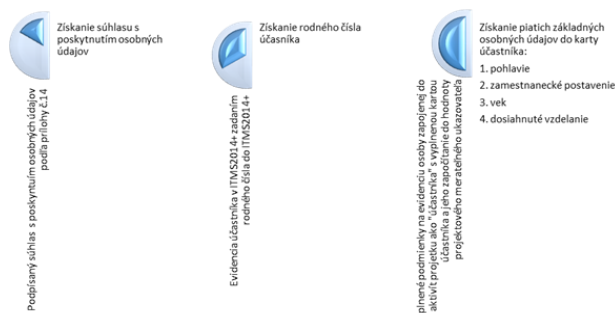 Získanie súhlasu s
poskytnutím osobných
údajov
Podpísaný súhlas s poskyntuím osobných údajov
podľa prílohy č.14
Získanie rodného čísla
účasníka
Evidencia účastníka v ITMS2014+ zadaním
rodného čísla do ITMS2014+
Získanie piatich základných
osobných údajov do karty
účastníka:
1. pohlavie
2. zamestnanecké postavenie
3. vek
4. dosiahnuté vzdelanie
plnené podmienky na evidenciu osoby zapojenej do
aktivít projetku ako "účastníka" s vyplnenou kartou
účastníka a jeho započítanie do hodnoty
projektového merateľného ukazovateľa